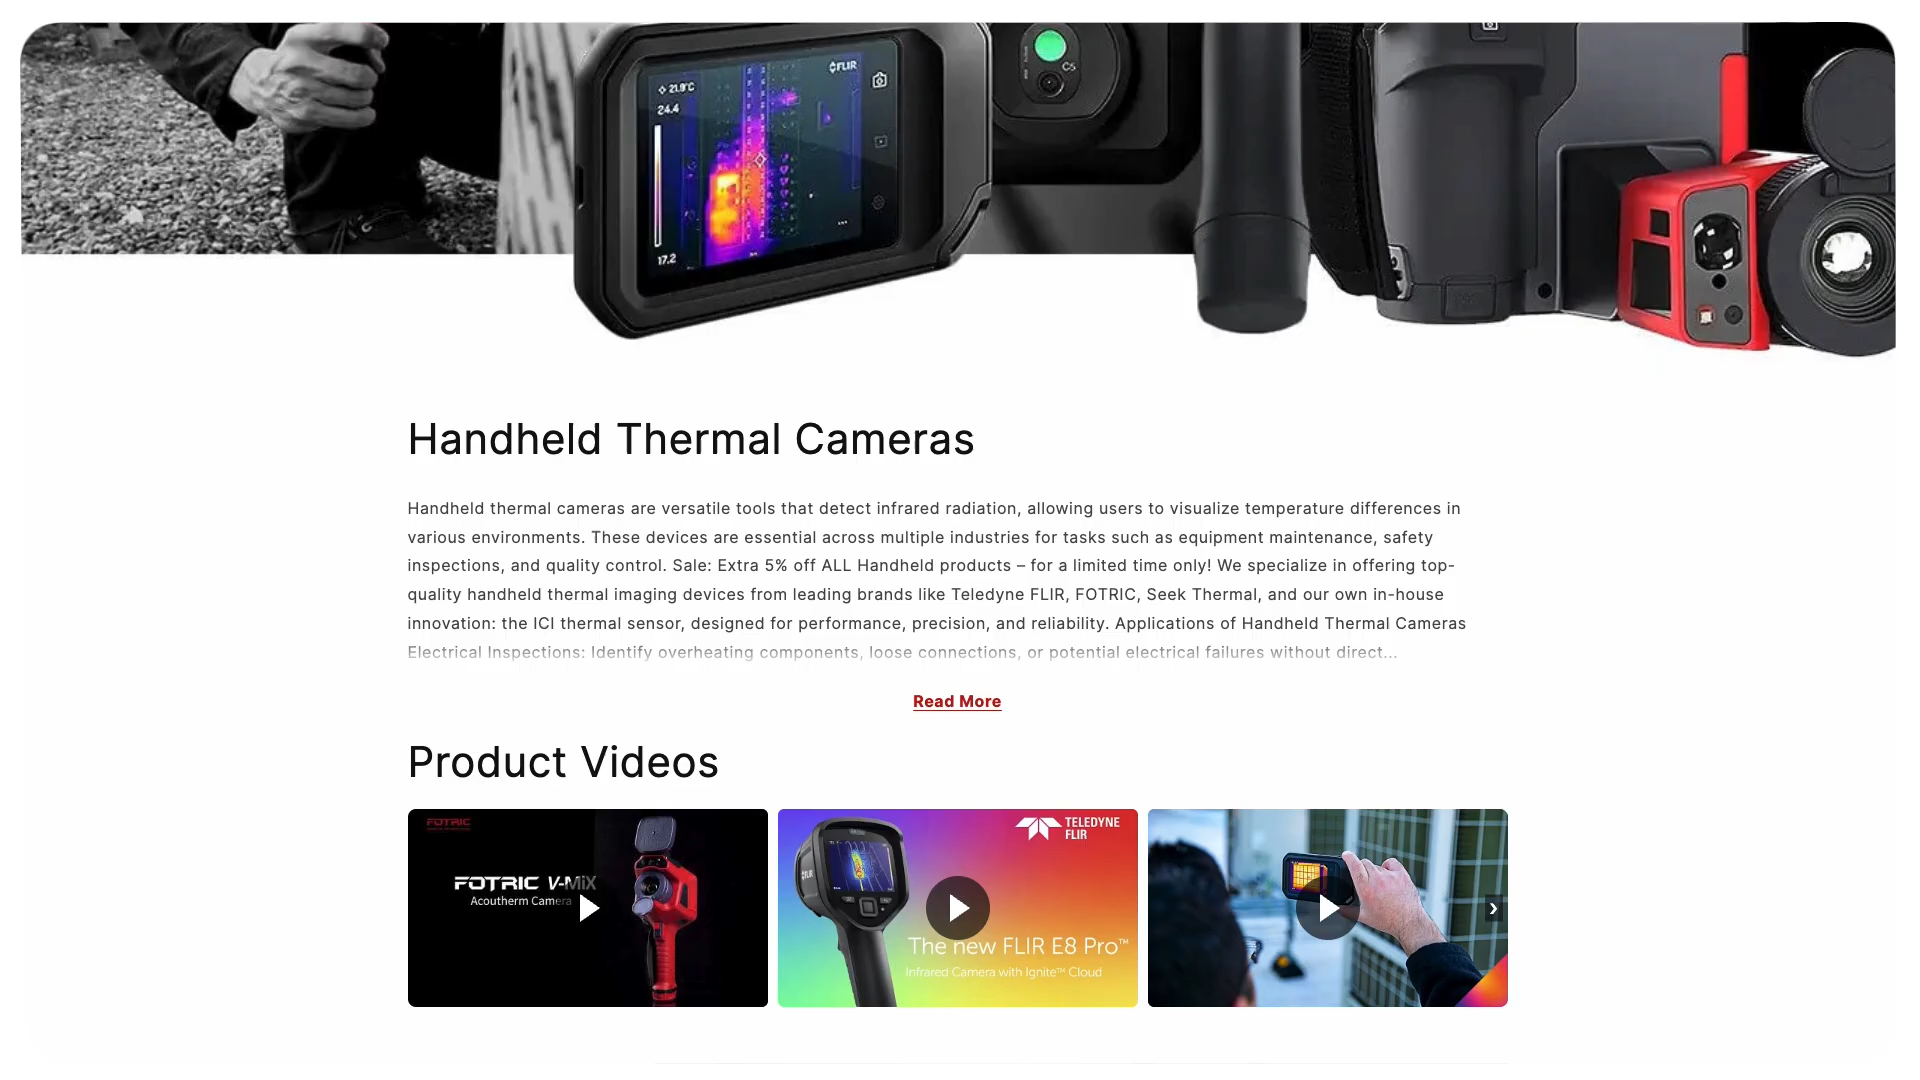 FLIR
21.9°C
24.4
17.2
C5
Handheld Thermal Cameras
Handheld thermal cameras are versatile tools that detect infrared radiation, allowing users to visualize temperature differences in
various environments. These devices are essential across multiple industries for tasks such as equipment maintenance, safety
inspections, and quality control. Sale: Extra 5% off ALL Handheld products – for a limited time only! We specialize in offering top-
quality handheld thermal imaging devices from leading brands like Teledyne FLIR, FOTRIC, Seek Thermal, and our own in-house
innovation: the ICI thermal sensor, designed for performance, precision, and reliability. Applications of Handheld Thermal Cameras
Electrical Inspections: Identify overheating components, loose connections, or potential electrical failures without direct...
Read More
Product Videos
FOTRIC
FOTRIC V-MiX
Acoutherm Camera
TELEDYNE
FLIR
FLIR
The new FLIR E8 Pro™
Infrared Camera with Ignite™ Cloud